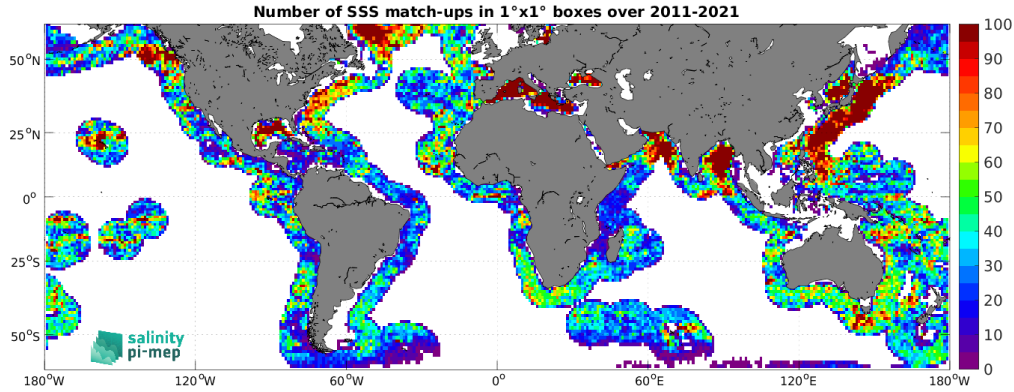 Number of SSS match-ups in 1°x1° boxes over 2011-2021
50°N
25°N
0°
25°S
50°S
180°W
120°W
60°W
0°
60°E
120°E
180°W
100
90
80
70
60
50
40
30
20
10
0
salinity
pi-mep